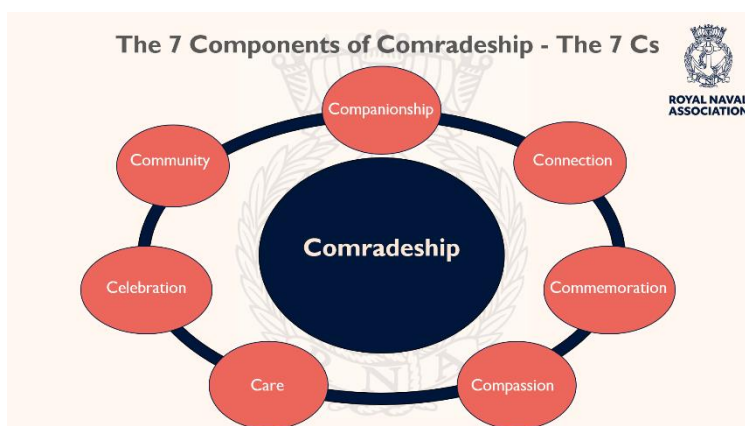 The 7 Components of Comradeship - The 7 Cs
ROYAL NAVAL
ASSOCIATION
Companionship
Community
Connection
Comradeship
Celebration
Commemoration
Care
Compassion
N A